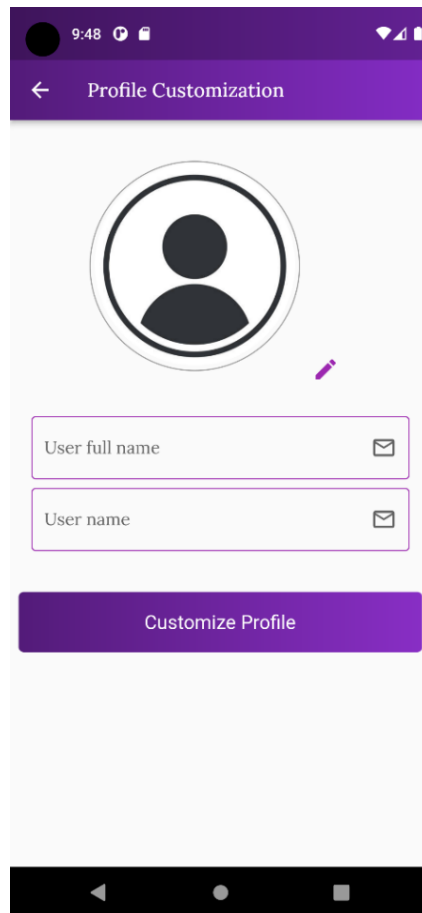 9:48
Profile Customization
User full name
User name
Customize Profile